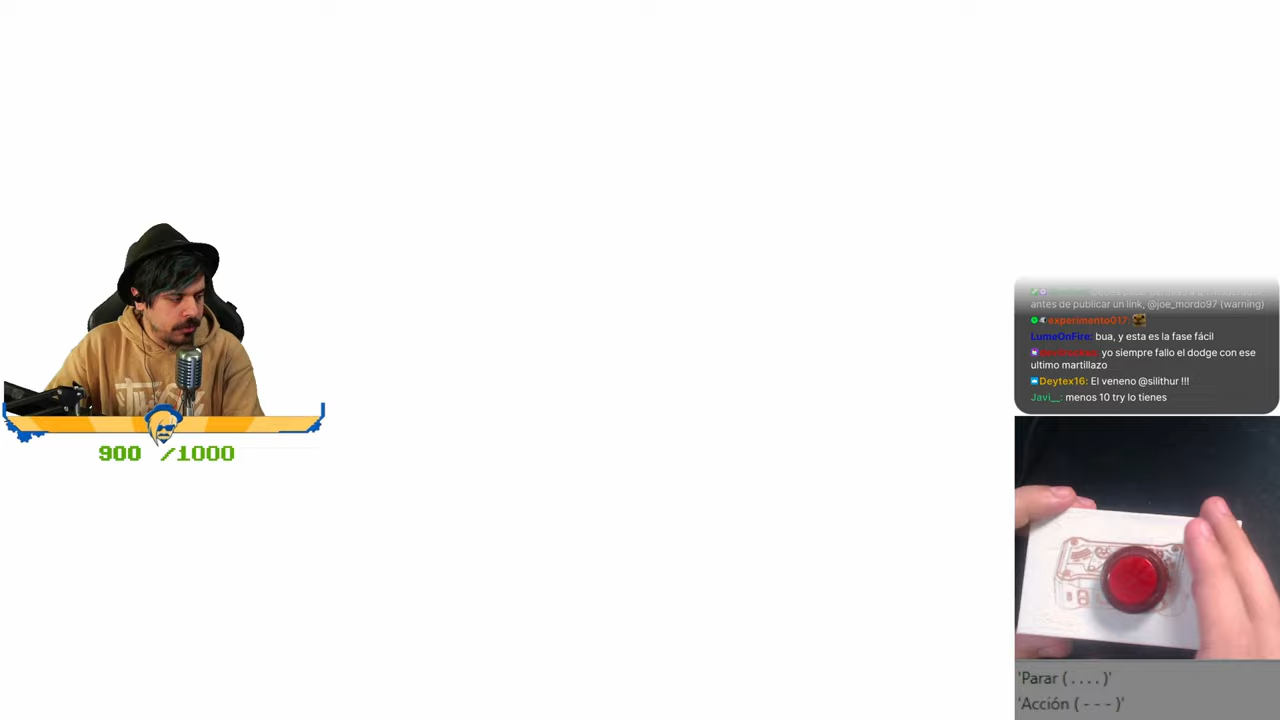 antes de publicar un link, @joe_mordo97 (warning)
experimento017
LumeOnFire: bua, y esta es la fase fácil
yo siempre fallo el dodge con ese
ultimo martillazo
Deytex16: El veneno @silithur !!!
Javi__: menos 10 try lo tienes
900 /1000
'Parar ( . . . . )'
'Acción ( - - - )'